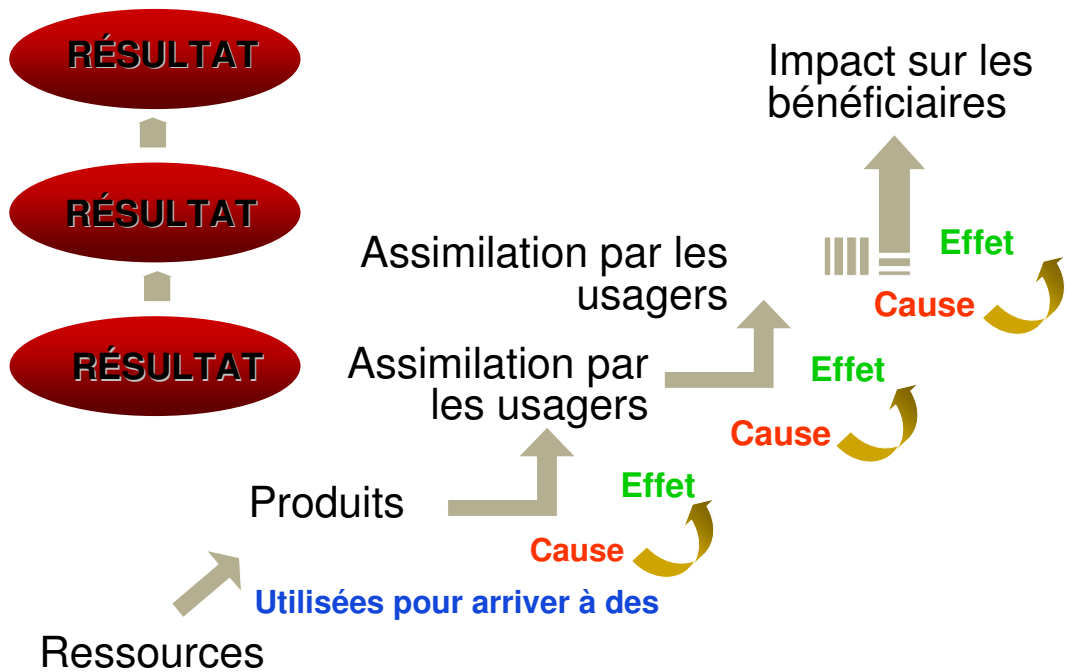 RÉSULTAT
Impact sur les
bénéficiaires
RÉSULTAT
Assimilation par les
usagers
Effet
Cause
RÉSULTAT
Assimilation par
les usagers
Effet
Cause
Produits
Effet
Cause
Utilisées pour arriver à des
Ressources